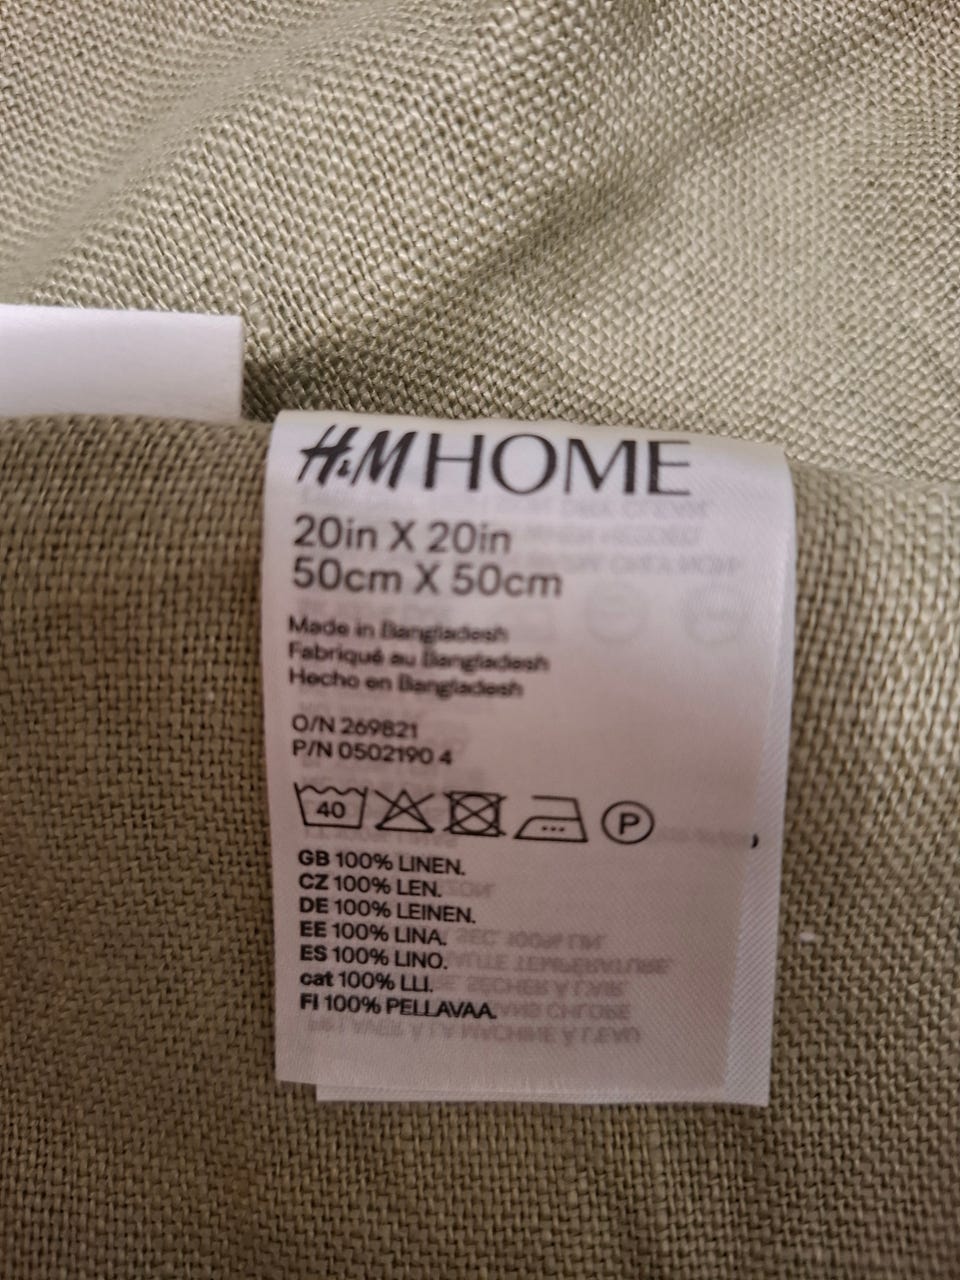 H&M HOME
20in X 20in
50cm X 50cm
Made in Bangladesh
Fabriqué au Bangladesh
Hecho en Bangladesh
O/N 269821
P/N 0502190 4
40 P
GB 100% LINEN.
CZ 100% LEN.
DE 100% LEINEN.
EE 100% LINA.
ES 100% LINO.
cat 100% LLI.
FI 100% PELLAVAA.